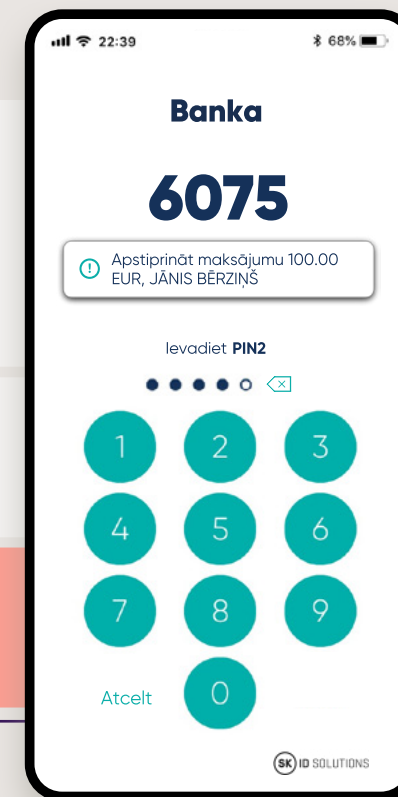 22:39
68%
Banka
6075
Apstiprināt maksājumu 100.00
EUR, JĀNIS BĒRZIŅŠ
Ievadiet PIN2
1 2 3
4 5 6
7 8 9
Atcelt 0
SK ID SOLUTIONS